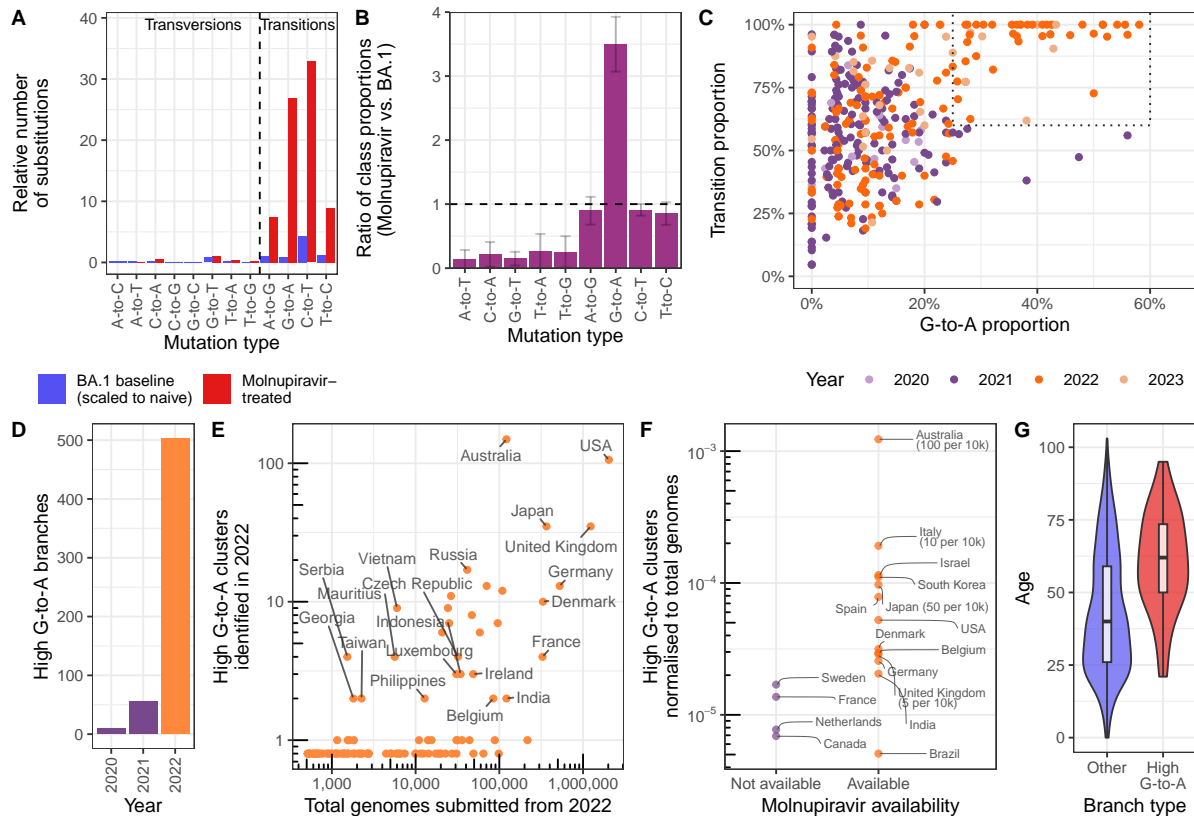 A
Relative number
of substitutions
40
30
20
10
0
Transversions
Transitions
A-to-C
A-to-T
C-to-A
C-to-G
G-to-C
G-to-T
T-to-A
T-to-G
A-to-G
G-to-A
C-to-T
T-to-C
Mutation type
BA.1 baseline
(scaled to naive)
Molnupiravir–
treated
B
Ratio of class proportions
(Molnupiravir vs. BA.1)
4
3
2
1
0
A-to-T
C-to-A
G-to-T
T-to-A
T-to-G
A-to-G
G-to-A
C-to-T
T-to-C
Mutation type
C
Transition proportion
100%
75%
50%
25%
0%
0%
20%
40%
60%
G-to-A proportion
Year
2020
2021
2022
2023
D
High G-to-A branches
500
400
300
200
100
0
2020
2021
2022
Year
E
High G-to-A clusters
identified in 2022
100
10
1
Australia
USA
Japan
United Kingdom
Russia
Vietnam
Germany
Serbia
Czech Republic
Mauritius
Denmark
Georgia
Indonesia
Taiwan
France
Luxembourg
Ireland
Philippines
India
Belgium
1,000
10,000
100,000
1,000,000
Total genomes submitted from 2022
F
High G-to-A clusters
normalised to total genomes
10⁻³
10⁻⁴
10⁻⁵
Australia
(100 per 10k)
Italy
(10 per 10k)
Israel
South Korea
Spain
Japan (50 per 10k)
USA
Denmark
Belgium
Germany
United Kingdom
(5 per 10k)
India
Sweden
France
Netherlands
Canada
Brazil
Not available
Available
Molnupiravir availability
G
Age
100
75
50
25
0
Other
High
G-to-A
Branch type